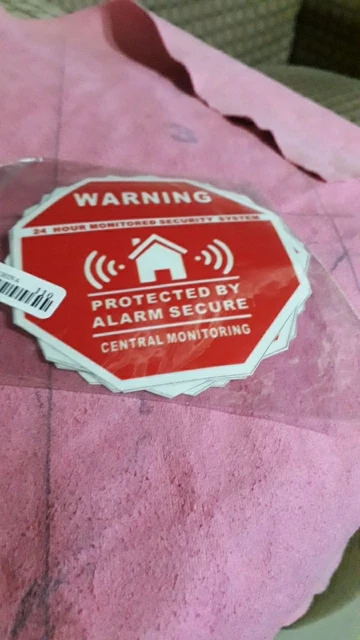 WARNING
24 HOUR MONITORED SECURITY SYSTEM
PROTECTED BY
ALARM SECURE
CENTRAL MONITORING